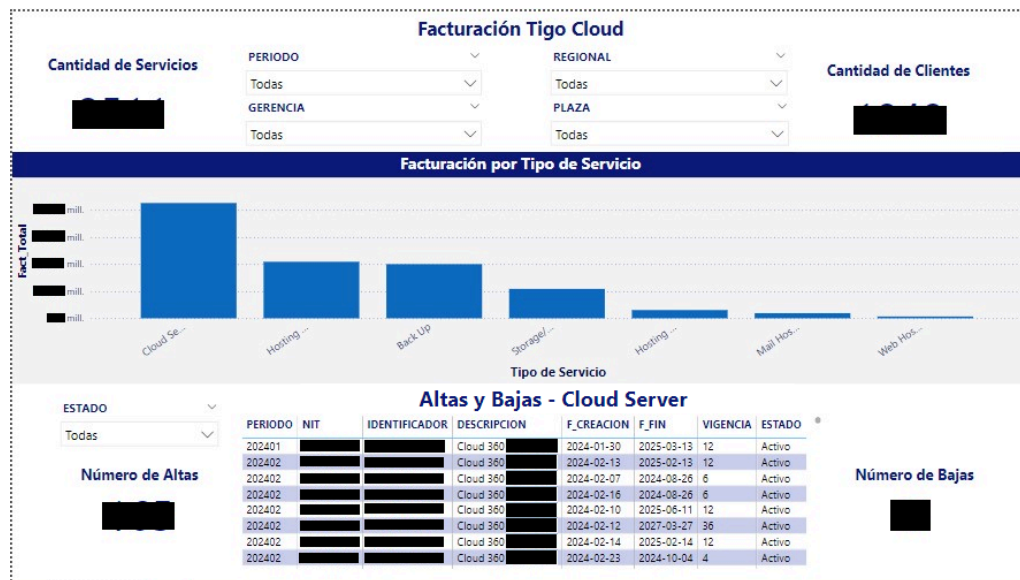 Facturación Tigo Cloud
Cantidad de Servicios
PERIODO
Todas
GERENCIA
Todas
REGIONAL
Todas
PLAZA
Todas
Cantidad de Clientes
Facturación por Tipo de Servicio
Fact_Total
mill.
mill.
mill.
mill.
mill.
Cloud Se...
Hosting ...
Back Up
Storage/...
Hosting ...
Mail Hos...
Web Hos...
Tipo de Servicio
Altas y Bajas - Cloud Server
ESTADO
Todas
Número de Altas
PERIODO NIT IDENTIFICADOR DESCRIPCION F_CREACION F_FIN VIGENCIA ESTADO
202401 Cloud 360 2024-01-30 2025-03-13 12 Activo
202402 Cloud 360 2024-02-13 2025-02-13 12 Activo
202402 Cloud 360 2024-02-07 2024-08-26 6 Activo
202402 Cloud 360 2024-02-16 2024-08-26 6 Activo
202402 Cloud 360 2024-02-10 2025-06-11 12 Activo
202402 Cloud 360 2024-02-12 2027-03-27 36 Activo
202402 Cloud 360 2024-02-14 2025-02-14 12 Activo
202402 Cloud 360 2024-02-23 2024-10-04 4 Activo
Número de Bajas